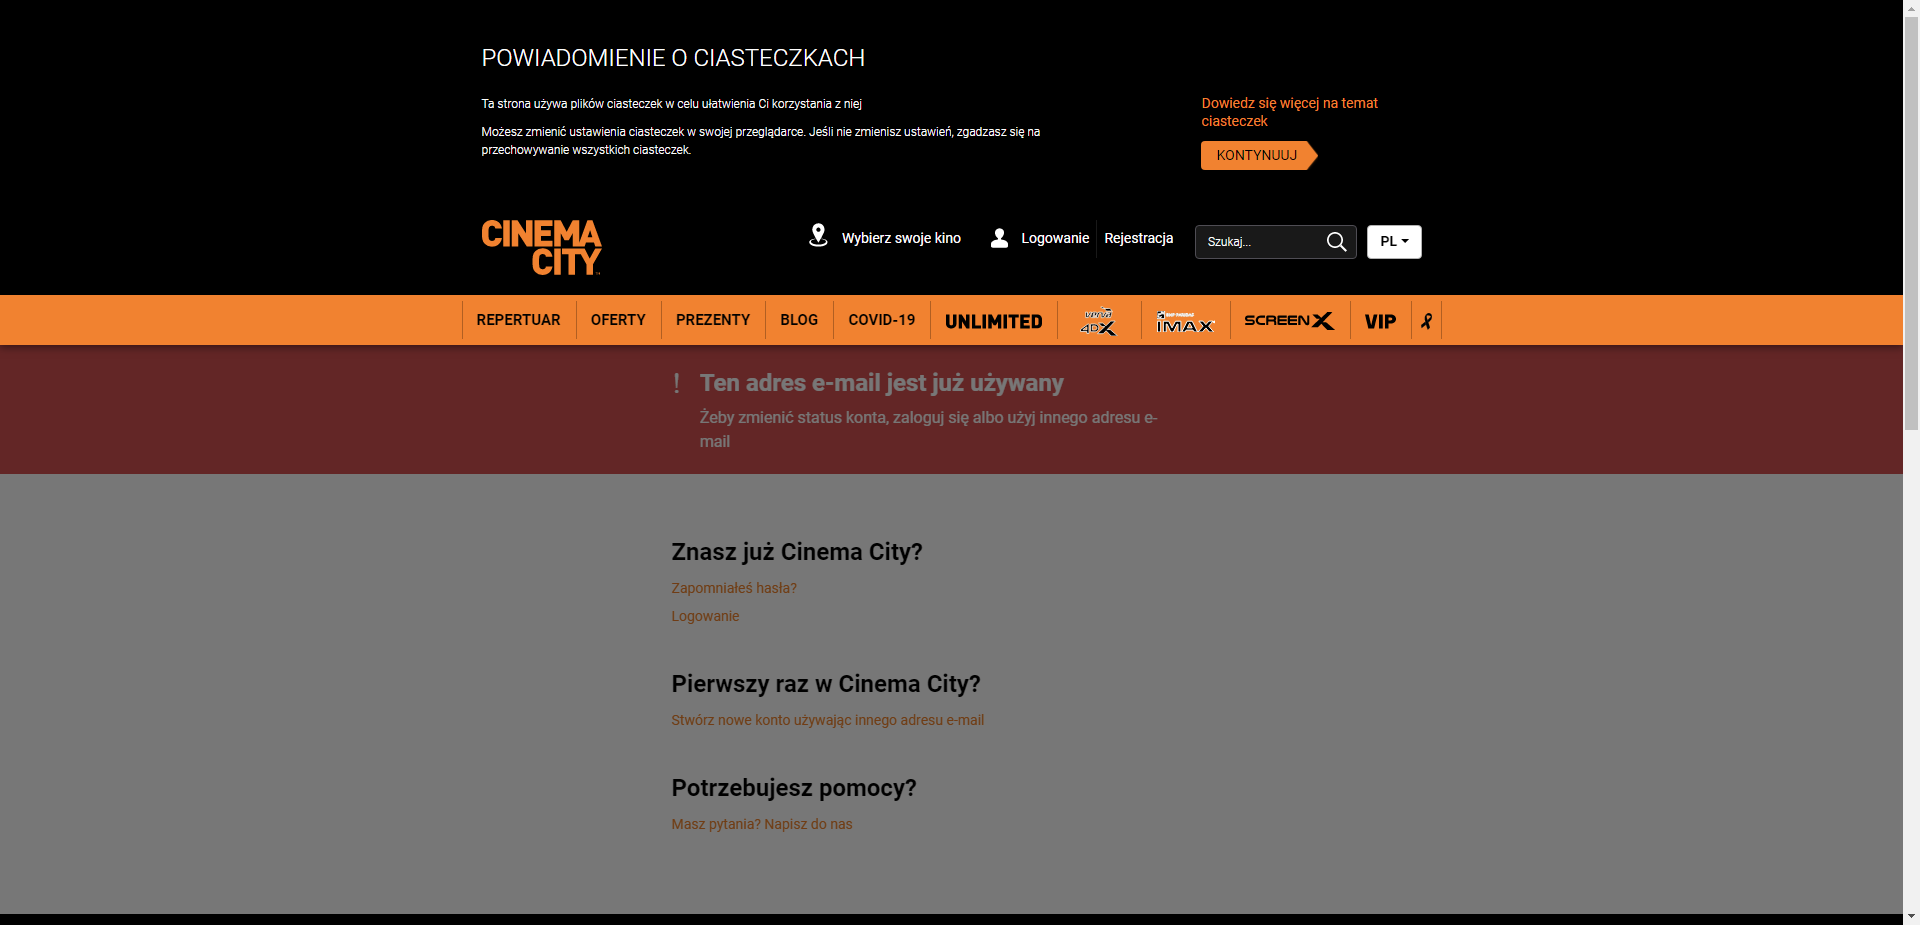 POWIADOMIENIE O CIASTECZKACH
Ta strona używa plików ciasteczek w celu ułatwienia Ci korzystania z niej
Możesz zmienić ustawienia ciasteczek w swojej przeglądarce. Jeśli nie zmienisz ustawień, zgadzasz się na
przechowywanie wszystkich ciasteczek.
Dowiedz się więcej na temat
ciasteczek
KONTYNUUJ
CINEMA
CITY
Wybierz swoje kino
Logowanie
Rejestracja
Szukaj...
PL
REPERTUAR
OFERTY
PREZENTY
BLOG
COVID-19
UNLIMITED
4DX
IMAX
SCREENX
VIP
! Ten adres e-mail jest już używany
Żeby zmienić status konta, zaloguj się albo użyj innego adresu e-
mail
Znasz już Cinema City?
Zapomniałeś hasła?
Logowanie
Pierwszy raz w Cinema City?
Stwórz nowe konto używając innego adresu e-mail
Potrzebujesz pomocy?
Masz pytania? Napisz do nas